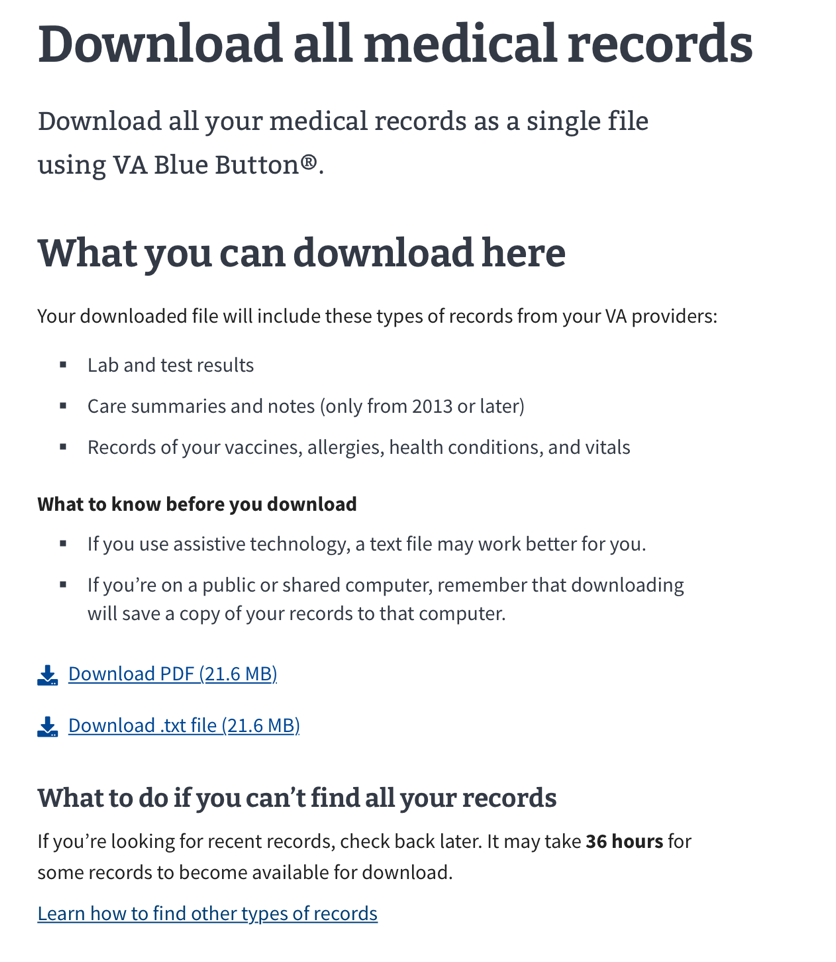 Download all medical records
Download all your medical records as a single file
using VA Blue Button®.
What you can download here
Your downloaded file will include these types of records from your VA providers:
▪ Lab and test results
▪ Care summaries and notes (only from 2013 or later)
▪ Records of your vaccines, allergies, health conditions, and vitals
What to know before you download
▪ If you use assistive technology, a text file may work better for you.
▪ If you’re on a public or shared computer, remember that downloading
will save a copy of your records to that computer.
Download PDF (21.6 MB)
Download .txt file (21.6 MB)
What to do if you can’t find all your records
If you’re looking for recent records, check back later. It may take 36 hours for
some records to become available for download.
Learn how to find other types of records